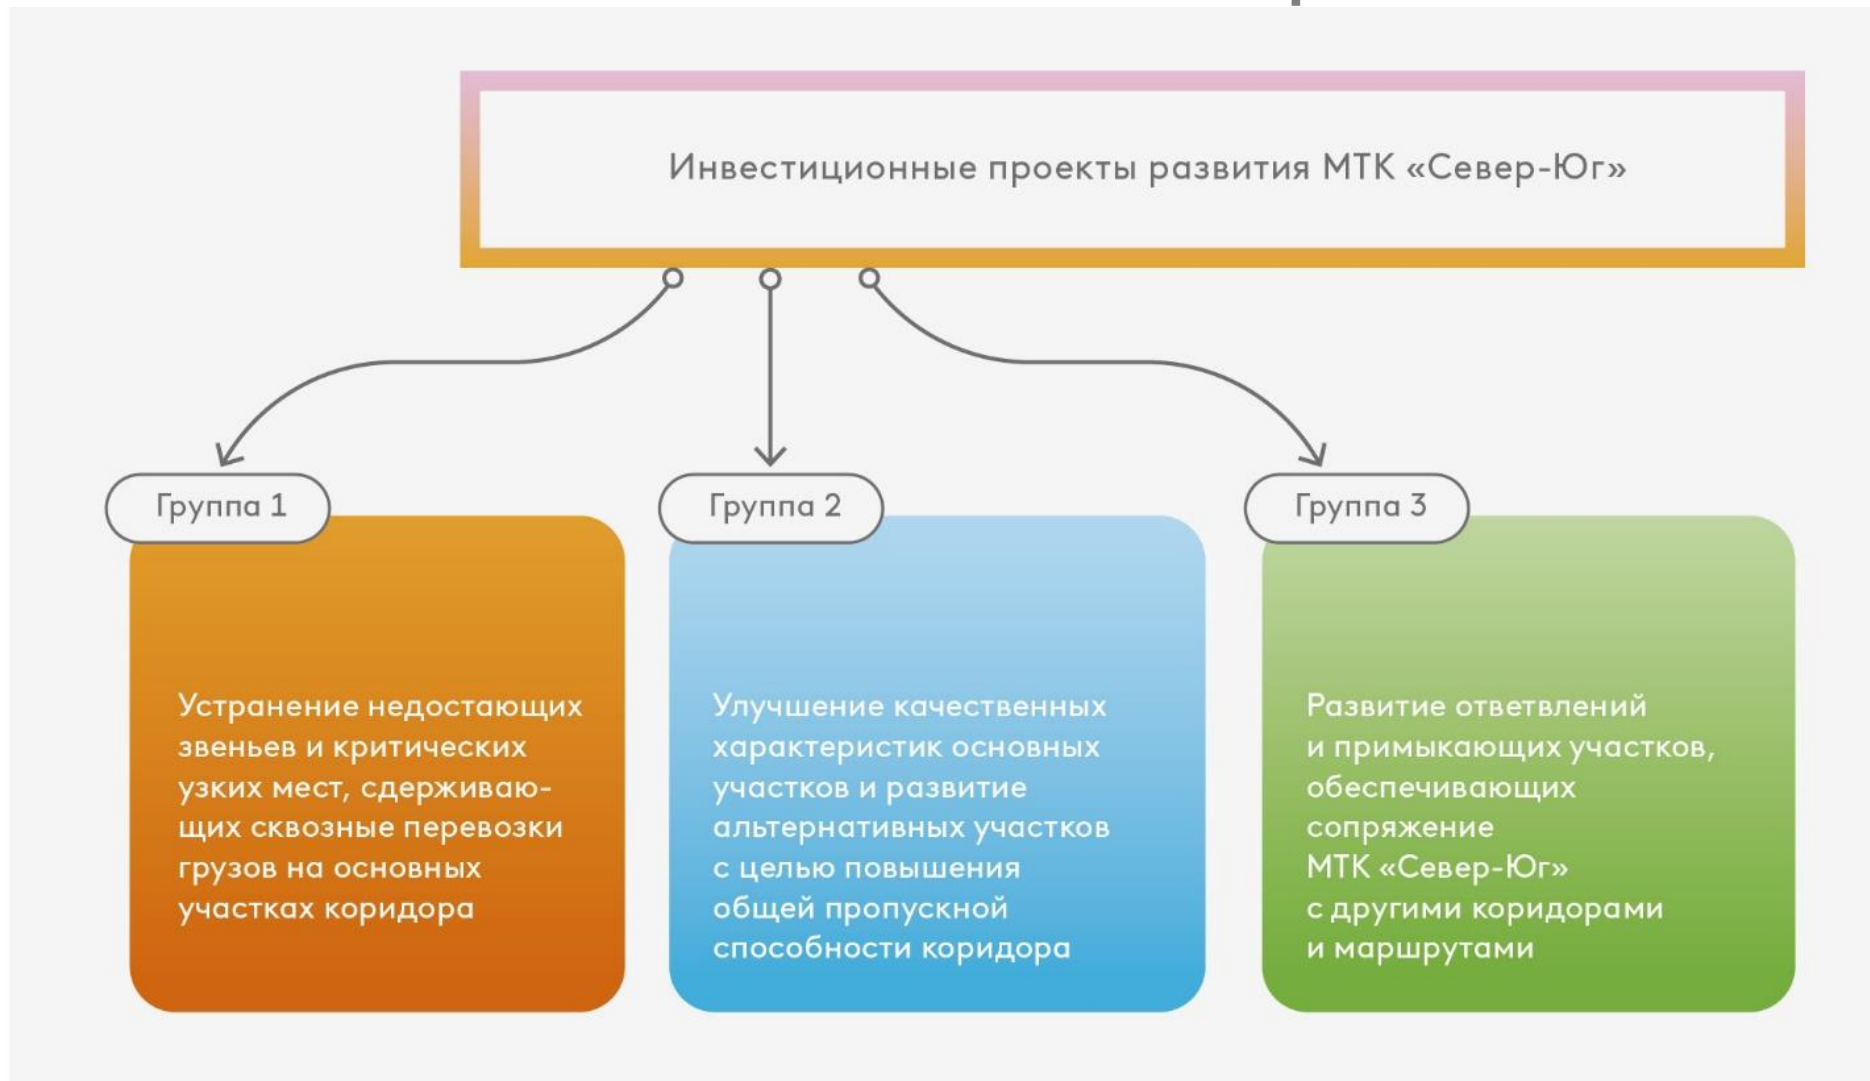 Инвестиционные проекты развития МТК «Север-Юг»
Группа 1
Устранение недостающих
звеньев и критических
узких мест, сдерживаю-
щих сквозные перевозки
грузов на основных
участках коридора
Группа 2
Улучшение качественных
характеристик основных
участков и развитие
альтернативных участков
с целью повышения
общей пропускной
способности коридора
Группа 3
Развитие ответвлений
и примыкающих участков,
обеспечивающих
сопряжение
МТК «Север-Юг»
с другими коридорами
и маршрутами